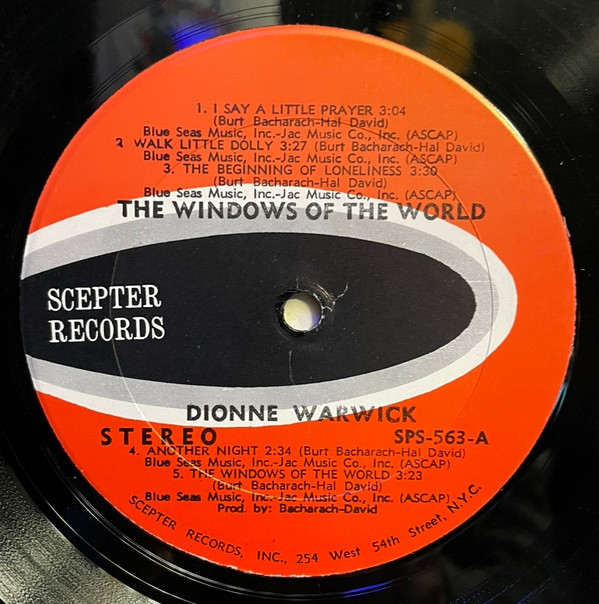 1. I SAY A LITTLE PRAYER 3:04
(Burt Bacharach-Hal David)
Blue Seas Music, Inc.-Jac Music Co., Inc. (ASCAP)
2 WALK LITTLE DOLLY 3:27 (Burt Bacharach-Hal David)
Blue Seas Music, Inc.-Jac Music Co., Inc. (ASCAP)
3. THE BEGINNING OF LONELINESS 3:30
(Burt Bacharach-Hal David)
Blue Seas Music, Inc.-Jac Music Co., Inc. (ASCAP)
THE WINDOWS OF THE WORLD
SCEPTER
RECORDS
DIONNE WARWICK
STEREO SPS-563-A
4. ANOTHER NIGHT 2:34 (Burt Bacharach-Hal David)
Blue Seas Music, Inc.-Jac Music Co., Inc. (ASCAP)
5. THE WINDOWS OF THE WORLD 3:23
(Burt Bacharach-Hal David)
Blue Seas Music, Inc.-Jac Music Co., Inc. (ASCAP)
Prod. by: Bacharach-David
SCEPTER RECORDS, INC., 254 West 54th Street, N.Y.C.